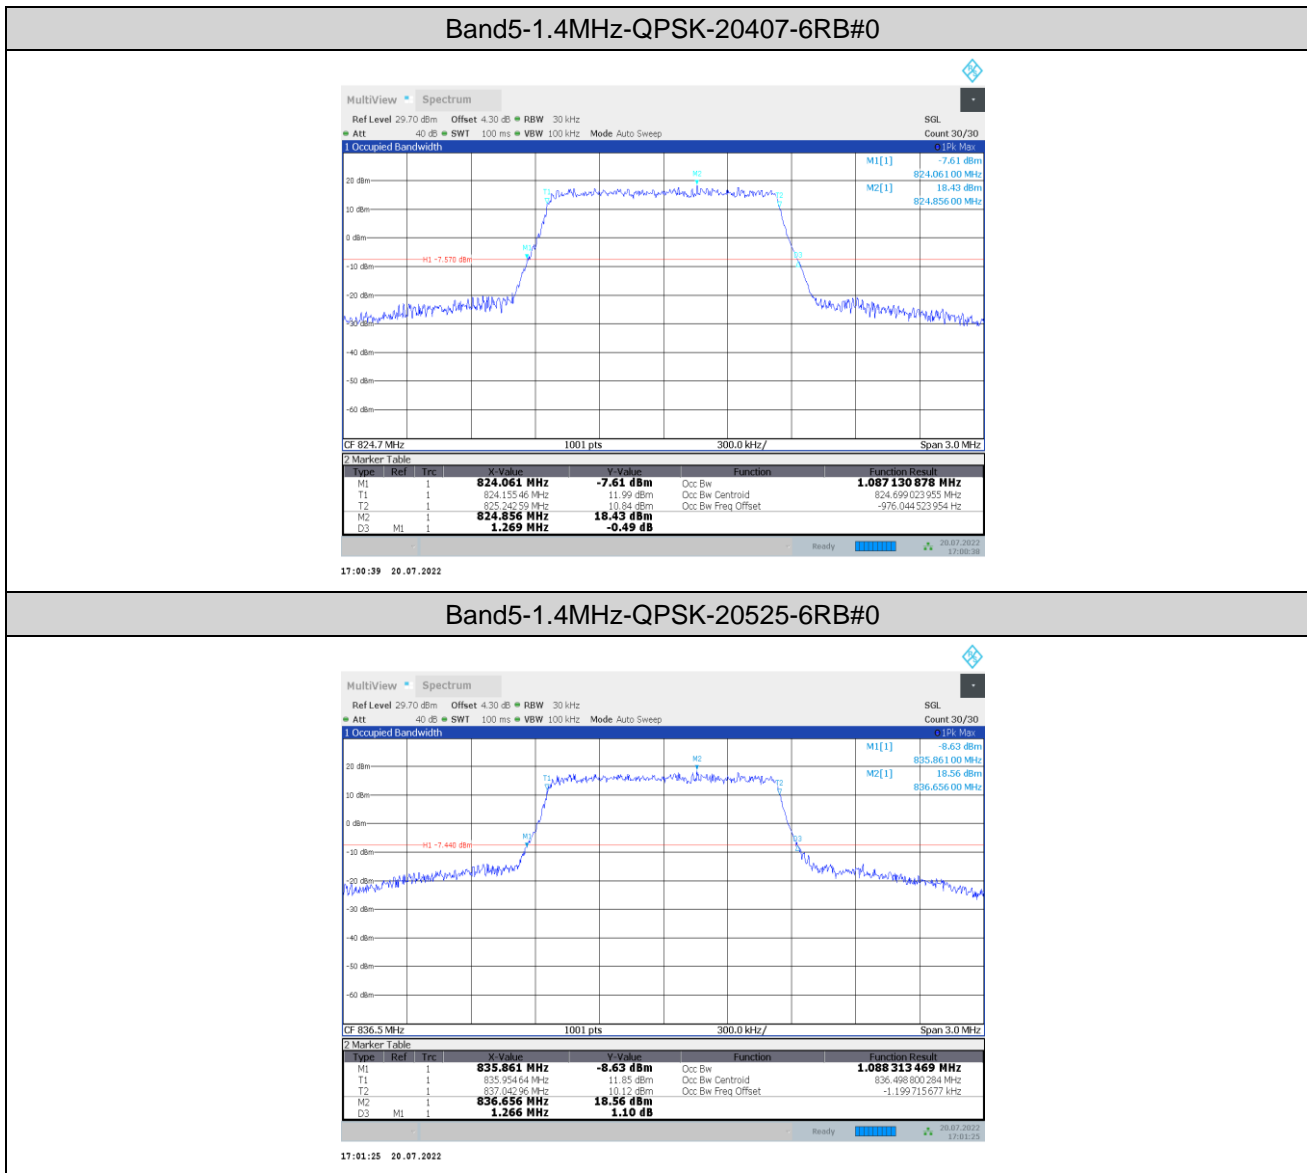 Band5-1.4MHz-QPSK-20407-6RB#0
MultiView Spectrum
Ref Level 29.70 dBm Offset 4.30 dB RBW 30 kHz SGL
Att 40 dB SWT 100 ms VBW 100 kHz Mode Auto Sweep Count 30/30
1 Occupied Bandwidth 1Pk Max
M1[1] -7.61 dBm
824.06100 MHz
M2[1] 18.43 dBm
824.85600 MHz
M2
20 dBm
T1 T2
10 dBm
0 dBm
M1 D3
H1 -7.570 dBm
-10 dBm
-20 dBm
-30 dBm
-40 dBm
-50 dBm
-60 dBm
CF 824.7 MHz 1001 pts 300.0 kHz/ Span 3.0 MHz
2 Marker Table
Type Ref Trc X-Value Y-Value Function Function Result
M1 1 824.061 MHz -7.61 dBm Occ Bw 1.087 130 878 MHz
T1 1 824.155 46 MHz 11.99 dBm Occ Bw Centroid 824.699 023 955 MHz
T2 1 825.242 59 MHz 10.84 dBm Occ Bw Freq Offset -976.044 523 954 Hz
M2 1 824.856 MHz 18.43 dBm
D3 M1 1 1.269 MHz -0.49 dB
Ready 20.07.2022
17:00:38
17:00:39 20.07.2022
Band5-1.4MHz-QPSK-20525-6RB#0
MultiView Spectrum
Ref Level 29.70 dBm Offset 4.30 dB RBW 30 kHz SGL
Att 40 dB SWT 100 ms VBW 100 kHz Mode Auto Sweep Count 30/30
1 Occupied Bandwidth 1Pk Max
M1[1] -8.63 dBm
835.86100 MHz
M2[1] 18.56 dBm
836.65600 MHz
M2
20 dBm
T1 T2
10 dBm
0 dBm
M1 D3
H1 -7.440 dBm
-10 dBm
-20 dBm
-30 dBm
-40 dBm
-50 dBm
-60 dBm
CF 836.5 MHz 1001 pts 300.0 kHz/ Span 3.0 MHz
2 Marker Table
Type Ref Trc X-Value Y-Value Function Function Result
M1 1 835.861 MHz -8.63 dBm Occ Bw 1.088 313 469 MHz
T1 1 835.954 64 MHz 11.85 dBm Occ Bw Centroid 836.498 800 284 MHz
T2 1 837.042 96 MHz 10.12 dBm Occ Bw Freq Offset -1.199 715 677 kHz
M2 1 836.656 MHz 18.56 dBm
D3 M1 1 1.266 MHz 1.10 dB
Ready 20.07.2022
17:01:25
17:01:25 20.07.2022